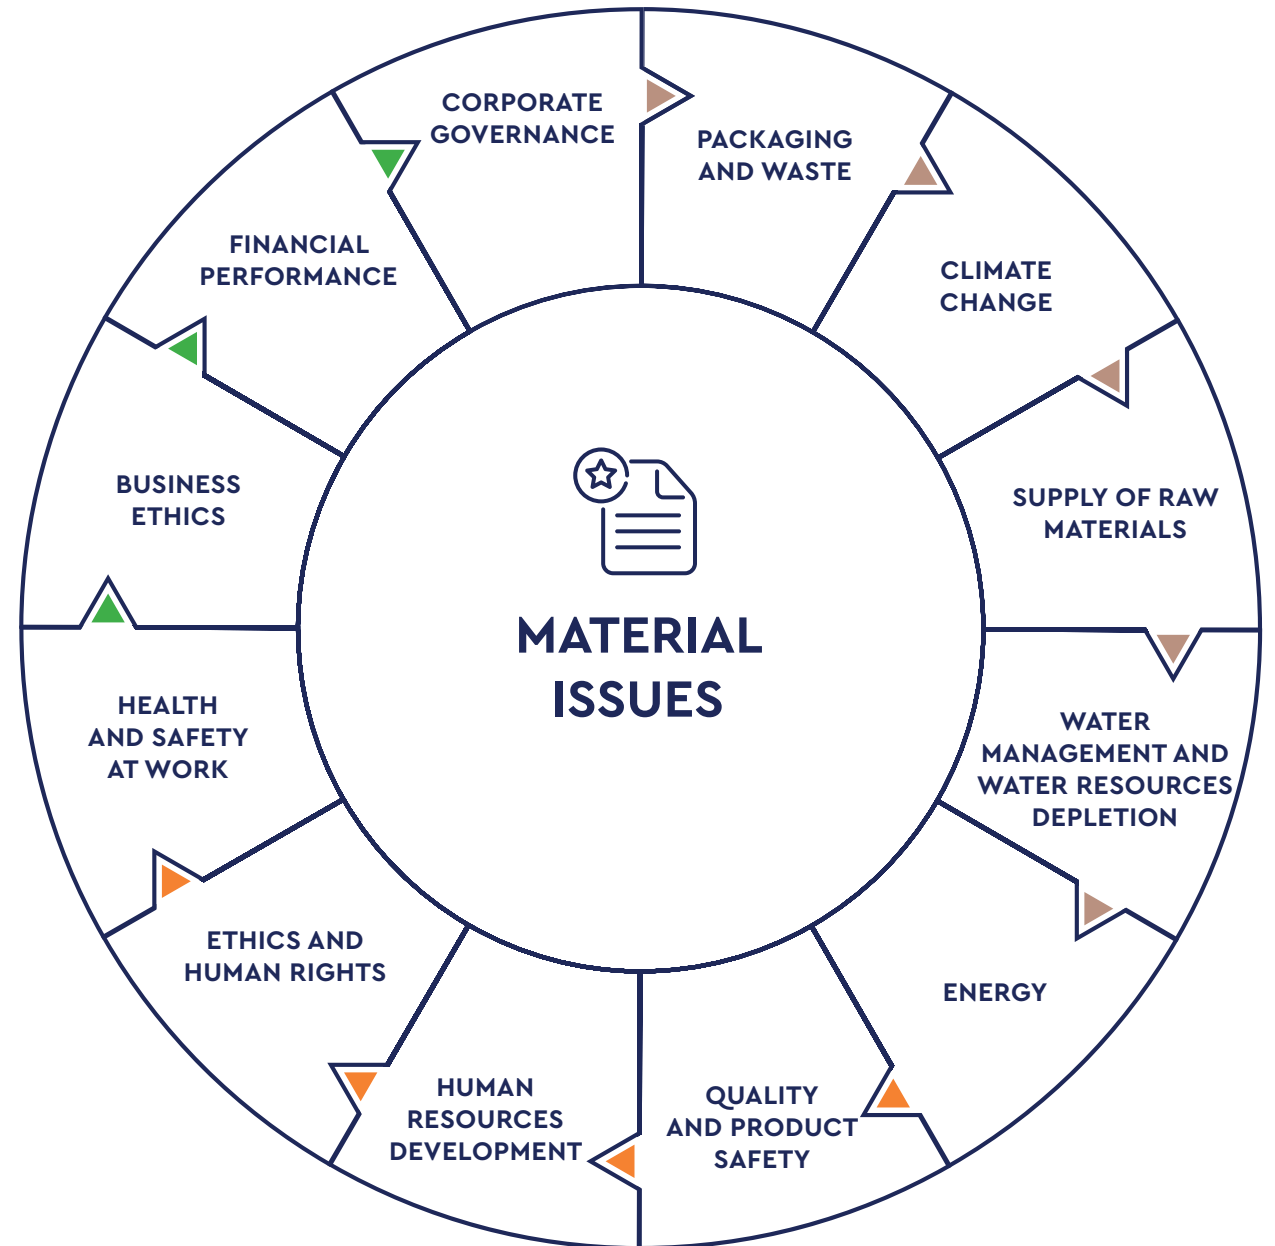 MATERIAL
ISSUES
CORPORATE
GOVERNANCE
PACKAGING
AND WASTE
CLIMATE
CHANGE
SUPPLY OF RAW
MATERIALS
WATER
MANAGEMENT AND
WATER RESOURCES
DEPLETION
ENERGY
QUALITY
AND PRODUCT
SAFETY
HUMAN
RESOURCES
DEVELOPMENT
ETHICS AND
HUMAN RIGHTS
HEALTH
AND SAFETY
AT WORK
BUSINESS
ETHICS
FINANCIAL
PERFORMANCE